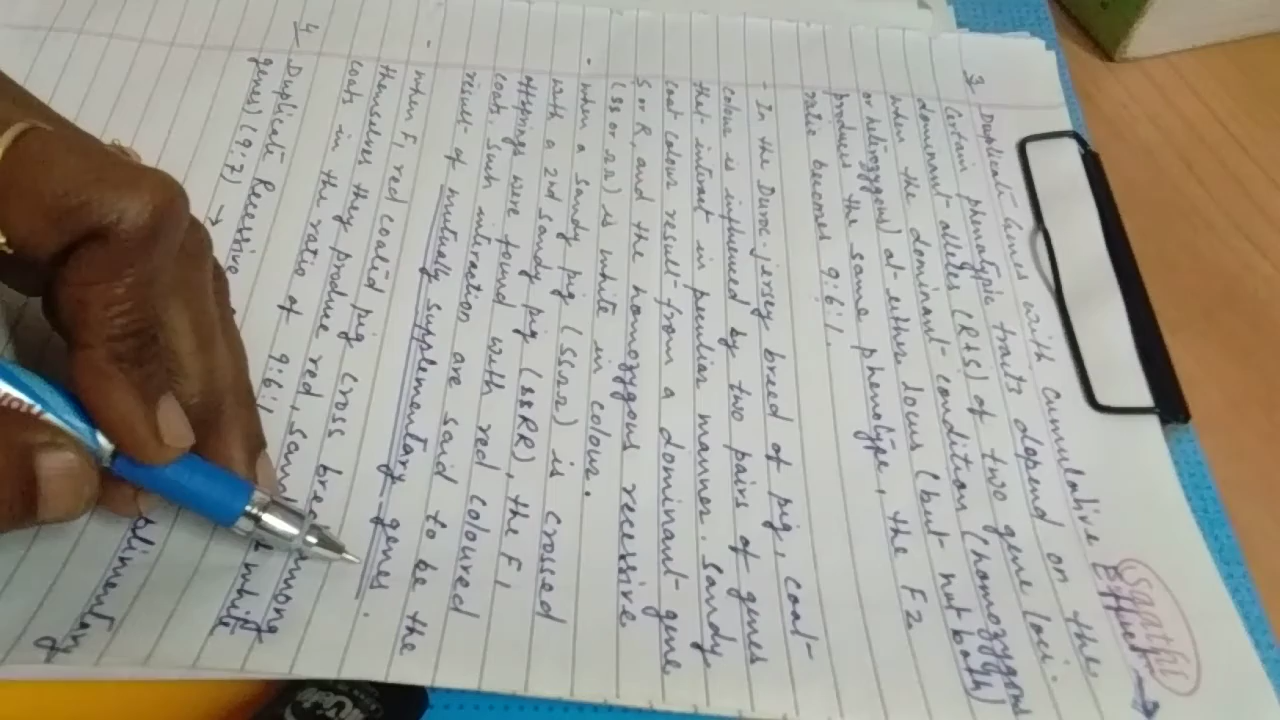 Saathi
3 Duplicate Genes with cumulative Effect →
Certain phenotypic traits depend on the
dominant alleles (R+S) of two gene loci.
when the dominant condition (homozygous
or heterozygous) at either locus (but not both)
produces the same phenotype, the F2
ratio becomes 9:6:1.
- In the Duroc-jersey breed of pig, coat
colour is influenced by two pairs of genes
that interact in peculiar manner. Sandy
coat colour result from a dominant gene
S or R, and the homozygous recessive
(ss or rr) is white in colour.
- when a sandy pig (SSrr) is crossed
with a 2nd sandy pig (ssRR), the F1
offsprings were found with red coloured
coats. Such interaction are said to be the
result of mutually supplementary genes.
- when F1 red coated pig cross
themselves they produce red,
coats in the ratio of 9:6:1
4 Duplicate Recessive
genes) (9:7) →